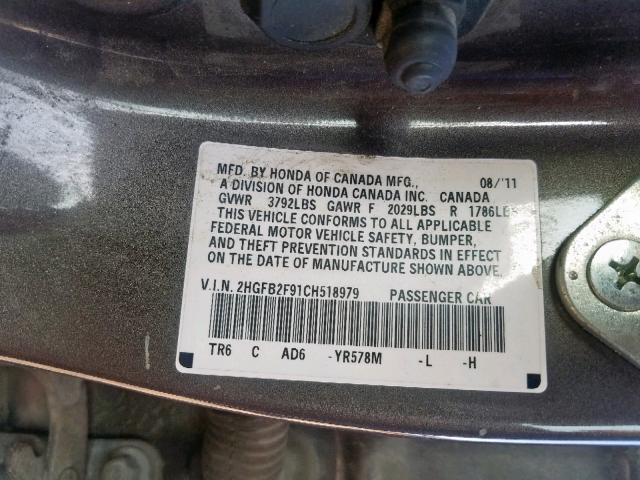 MFD. BY HONDA OF CANADA MFG., 08/'11
A DIVISION OF HONDA CANADA INC. CANADA
GVWR 3792LBS GAWR F 2029LBS R 1786LBS
THIS VEHICLE CONFORMS TO ALL APPLICABLE
FEDERAL MOTOR VEHICLE SAFETY, BUMPER,
AND THEFT PREVENTION STANDARDS IN EFFECT
ON THE DATE OF MANUFACTURE SHOWN ABOVE.
V.I.N. 2HGFB2F91CH518979 PASSENGER CAR
TR6 C AD6 -YR578M -L -H